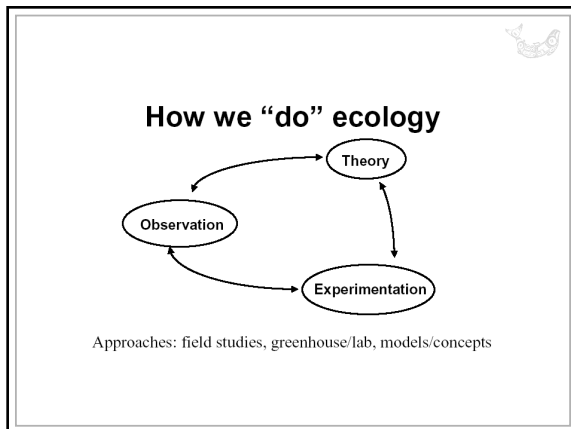 How we “do” ecology
Theory
Observation
Experimentation
Approaches: field studies, greenhouse/lab, models/concepts